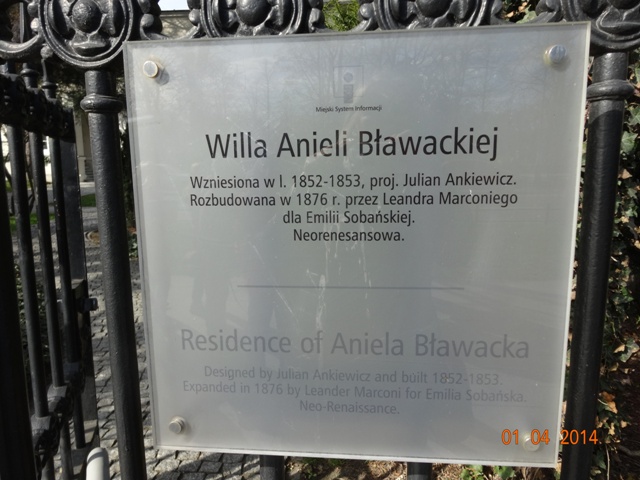 Miejski System Informacji
Willa Anieli Bławackiej
Wzniesiona w l. 1852-1853, proj. Julian Ankiewicz.
Rozbudowana w 1876 r. przez Leandra Marconiego
dla Emilii Sobańskiej.
Neorenesansowa.
Residence of Aniela Bławacka
Designed by Julian Ankiewicz and built 1852-1853.
Expanded in 1876 by Leander Marconi for Emilia Sobańska.
Neo-Renaissance.
01 04 2014.